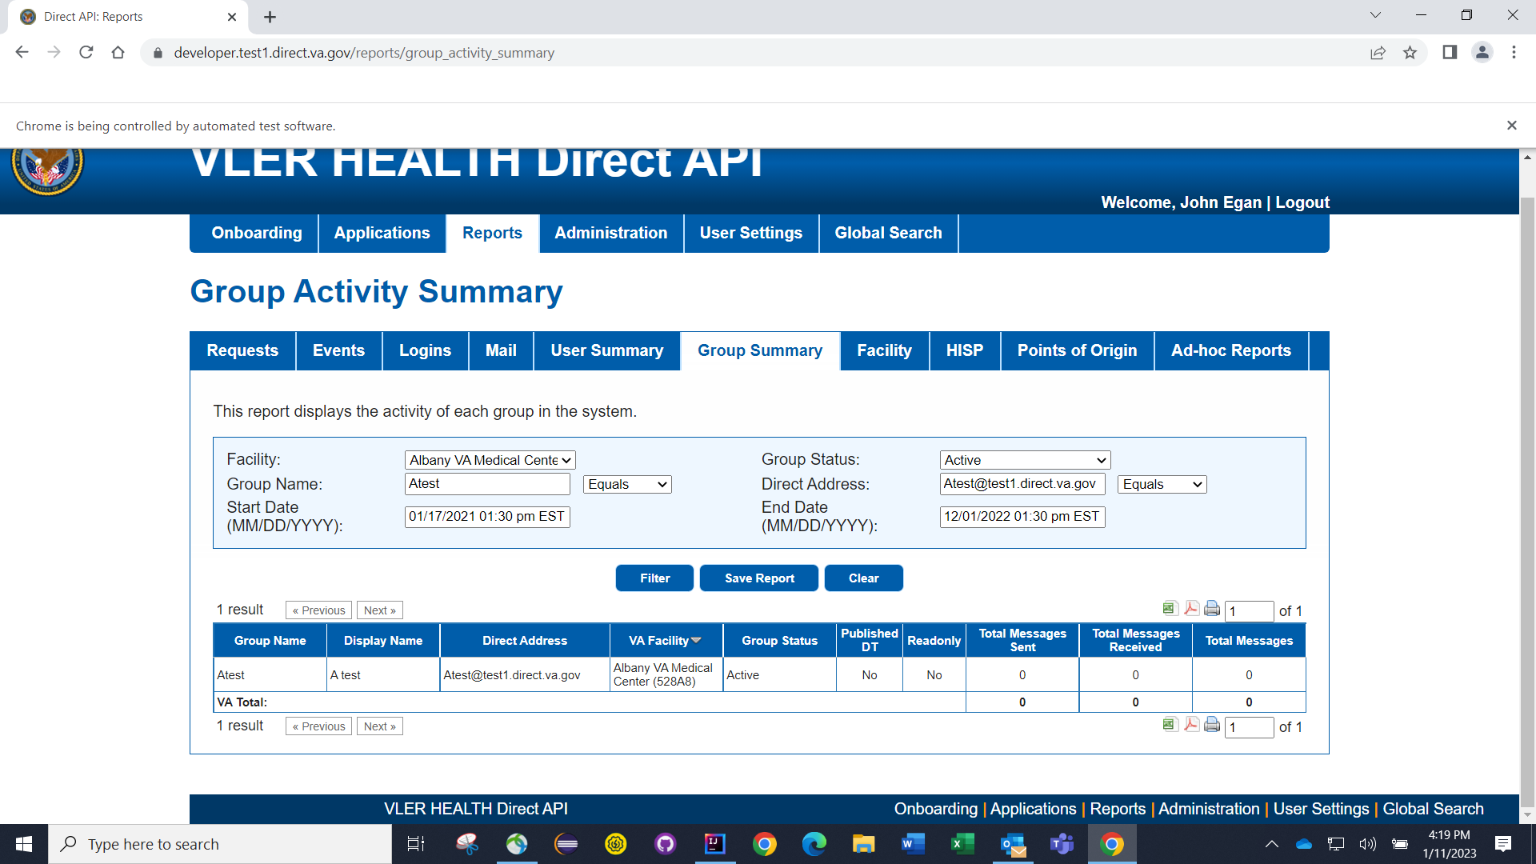 Direct API: Reports
developer.test1.direct.va.gov/reports/group_activity_summary
Chrome is being controlled by automated test software.
VLER HEALTH Direct API
Welcome, John Egan | Logout
Onboarding Applications Reports Administration User Settings Global Search
Group Activity Summary
Requests Events Logins Mail User Summary Group Summary Facility HISP Points of Origin Ad-hoc Reports
This report displays the activity of each group in the system.
Facility: Albany VA Medical Cente Group Status: Active
Group Name: Atest Equals Direct Address: Atest@test1.direct.va.gov Equals
Start Date (MM/DD/YYYY): 01/17/2021 01:30 pm EST End Date (MM/DD/YYYY): 12/01/2022 01:30 pm EST
Filter Save Report Clear
1 result « Previous Next » 1 of 1
Group Name Display Name Direct Address VA Facility Group Status Published DT Readonly Total Messages Sent Total Messages Received Total Messages
Atest A test Atest@test1.direct.va.gov Albany VA Medical Center (528A8) Active No No 0 0 0
VA Total: 0 0 0
1 result « Previous Next » 1 of 1
VLER HEALTH Direct API Onboarding | Applications | Reports | Administration | User Settings | Global Search
Type here to search
4:19 PM
1/11/2023